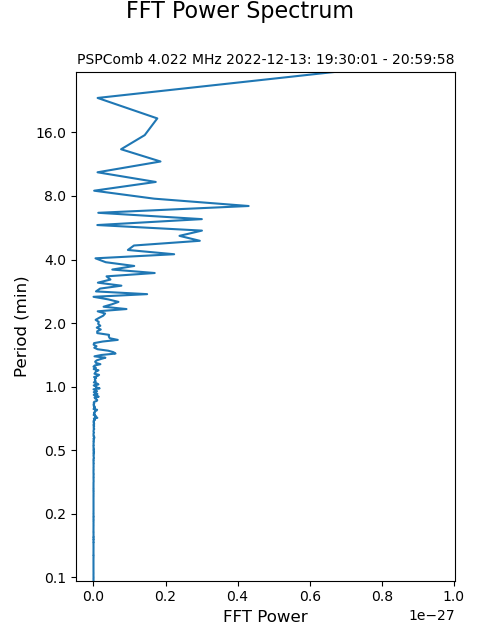 FFT Power Spectrum
PSPComb 4.022 MHz 2022-12-13: 19:30:01 - 20:59:58
16.0
8.0
4.0
2.0
1.0
0.5
0.2
0.1
Period (min)
0.0 0.2 0.4 0.6 0.8 1.0
1e−27
FFT Power